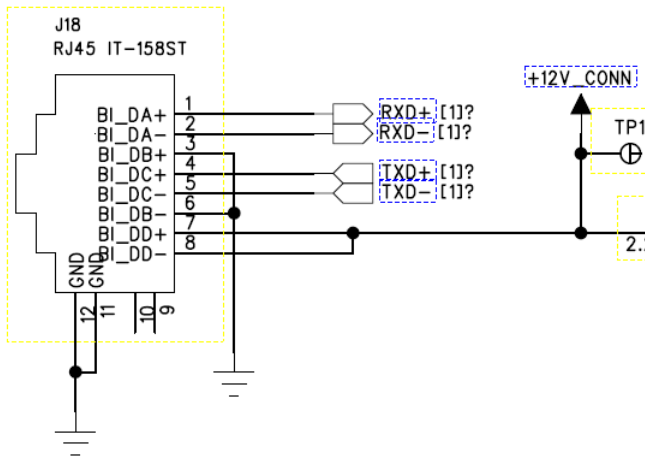 J18
RJ45 IT-158ST
BI_DA+ 1 RXD+ [1]?
BI_DA- 2 RXD- [1]?
BI_DB+ 3
BI_DC+ 4 TXD+ [1]?
BI_DC- 5 TXD- [1]?
BI_DB- 6
BI_DD+ 7
BI_DD- 8
GND 12
GND 11
10
9
+12V_CONN
TP1